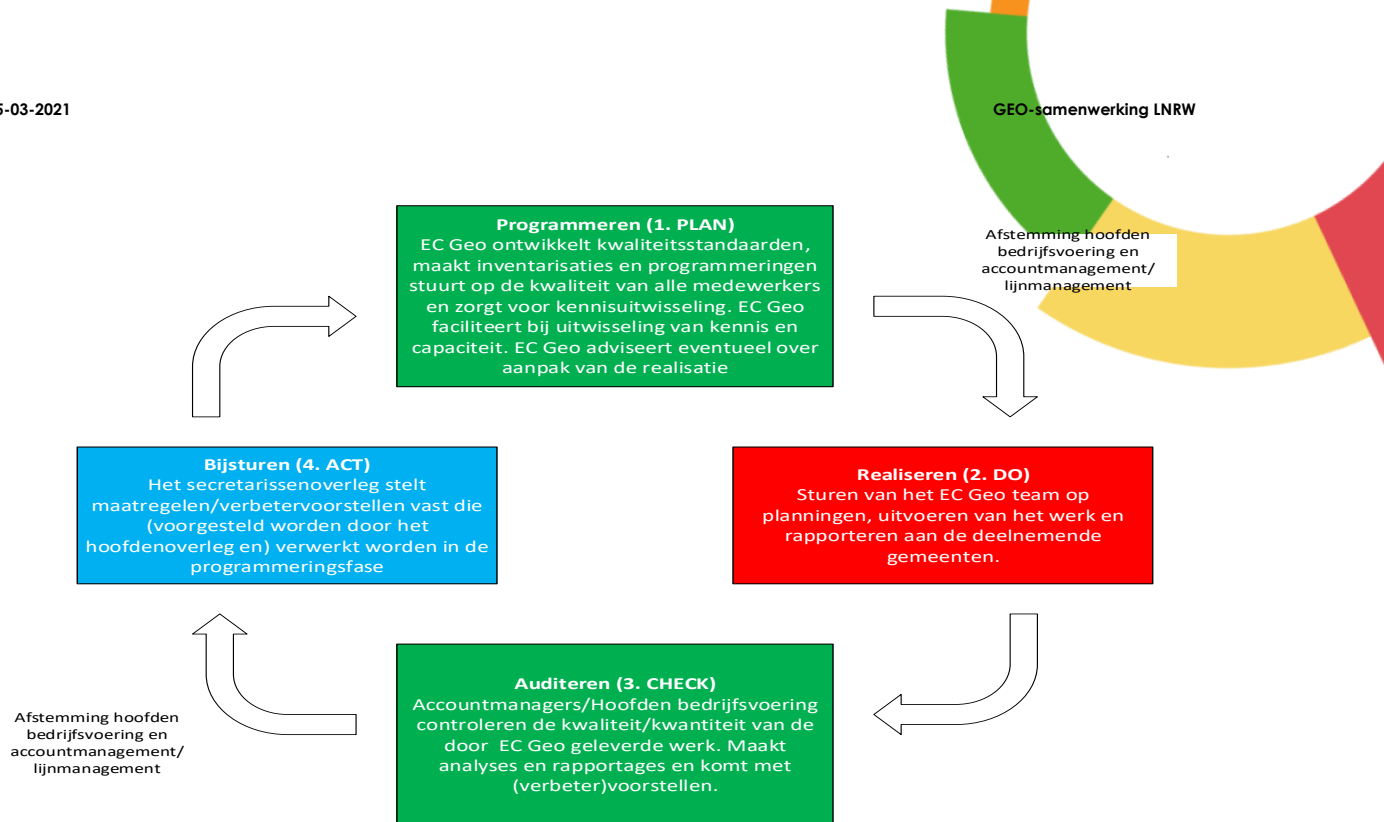 5-03-2021
GEO-samenwerking LNRW
Programmeren (1. PLAN)
EC Geo ontwikkelt kwaliteitsstandaarden,
maakt inventarisaties en programmeringen
stuurt op de kwaliteit van alle medewerkers
en zorgt voor kennisuitwisseling. EC Geo
faciliteert bij uitwisseling van kennis en
capaciteit. EC Geo adviseert eventueel over
aanpak van de realisatie
Afstemming hoofden
bedrijfsvoering en
accountmanagement/
lijnmanagement
Bijsturen (4. ACT)
Het secretarissenoverleg stelt
maatregelen/verbetervoorstellen vast die
(voorgesteld worden door het
hoofdenoverleg en) verwerkt worden in de
programmeringsfase
Realiseren (2. DO)
Sturen van het EC Geo team op
planningen, uitvoeren van het werk en
rapporteren aan de deelnemende
gemeenten.
Auditeren (3. CHECK)
Accountmanagers/Hoofden bedrijfsvoering
controleren de kwaliteit/kwantiteit van de
door  EC Geo geleverde werk. Maakt
analyses en rapportages en komt met
(verbeter)voorstellen.
Afstemming hoofden
bedrijfsvoering en
accountmanagement/
lijnmanagement